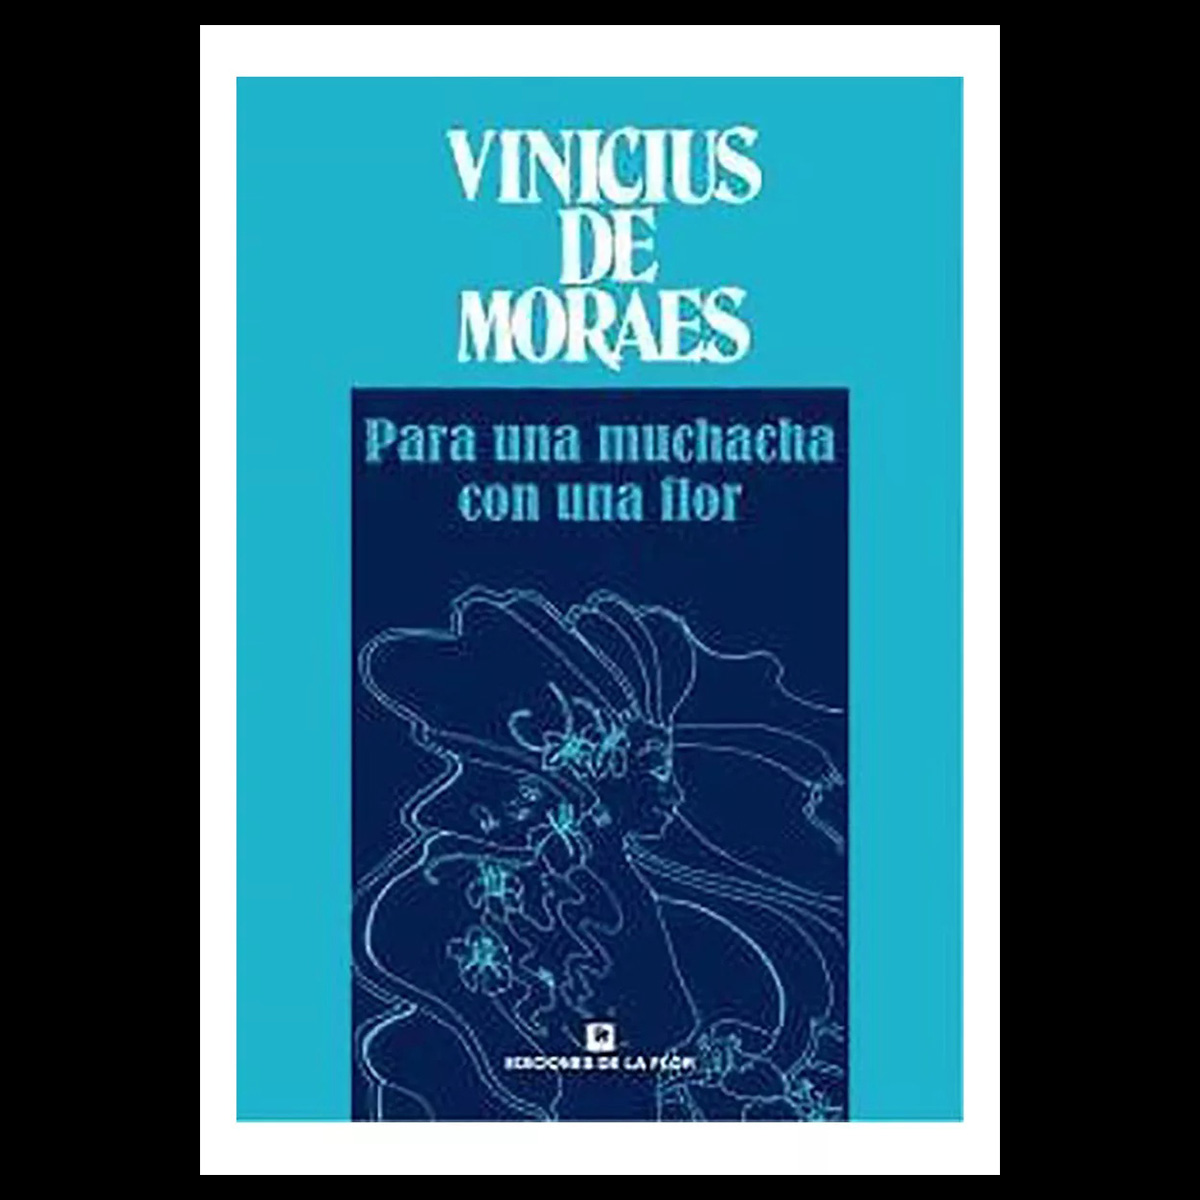 VINICIUS
DE
MORAES
Para una muchacha
con una flor
EDICIONES DE LA FLOR